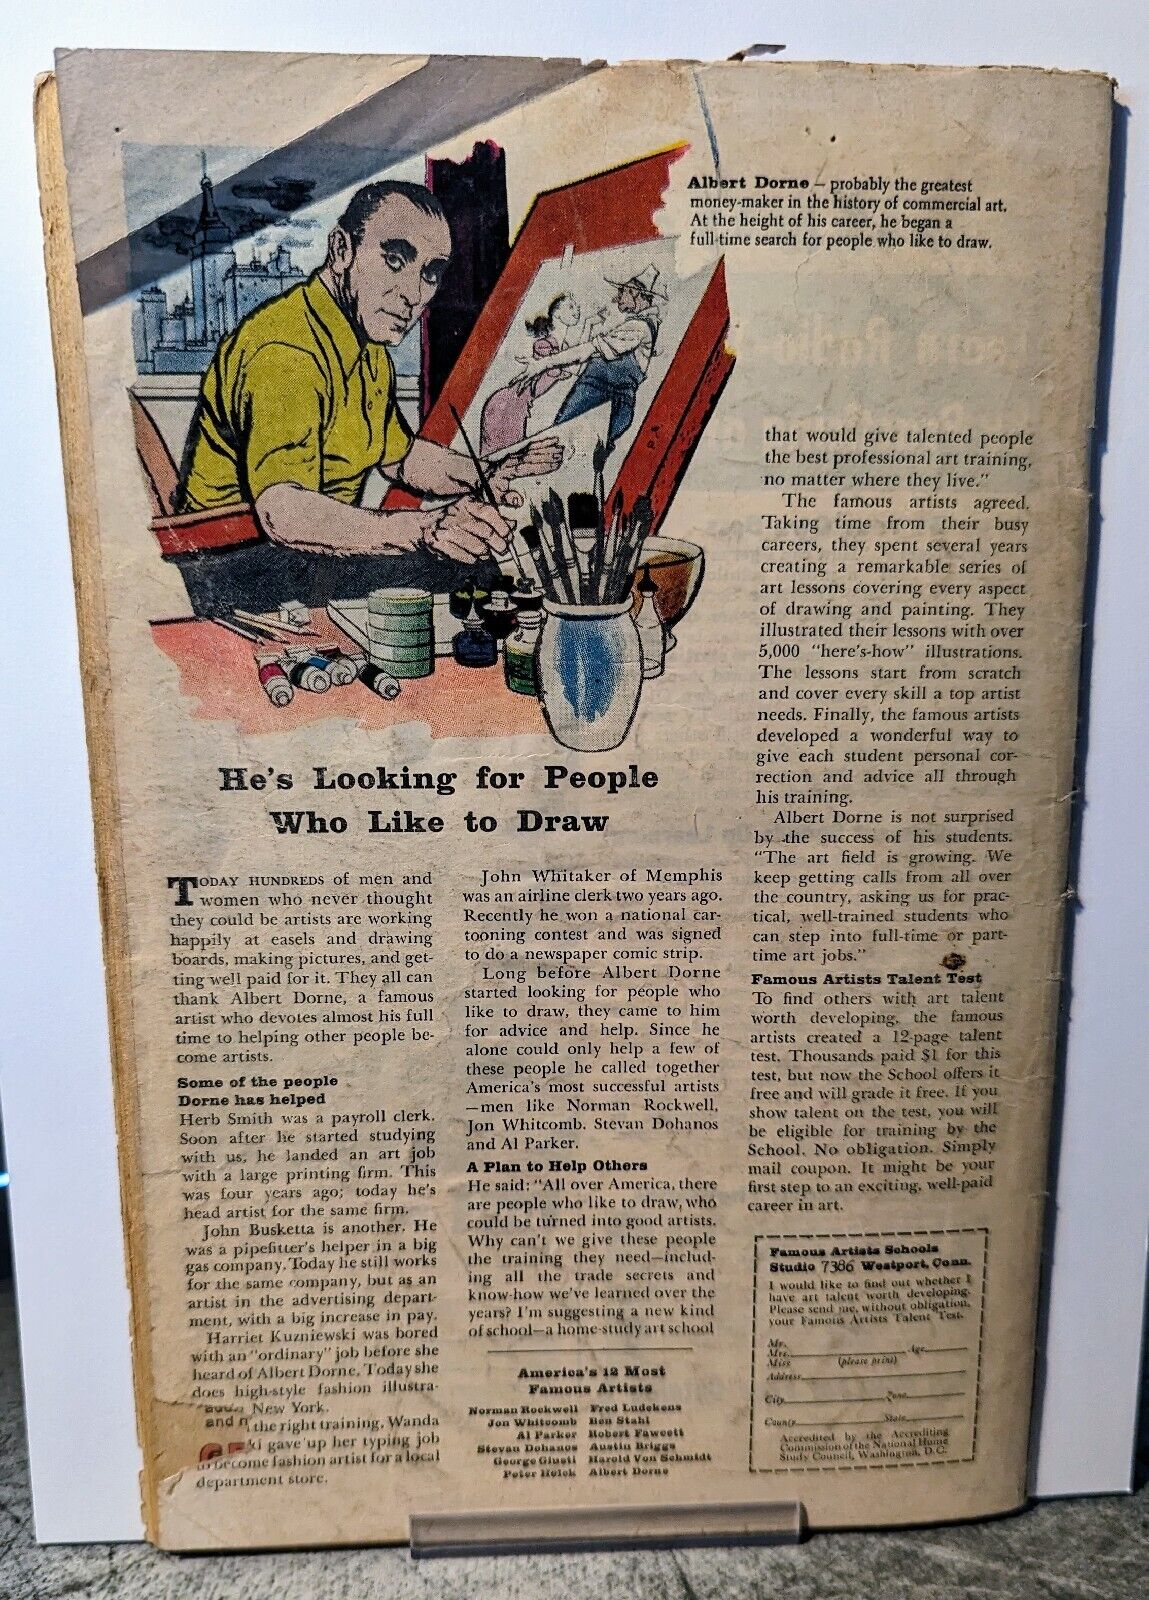 Albert Dorne – probably the greatest
money-maker in the history of commercial art.
At the height of his career, he began a
full-time search for people who like to draw.
He's Looking for People
Who Like to Draw
TODAY HUNDREDS of men and
women who never thought
they could be artists are working
happily at easels and drawing
boards, making pictures, and get-
ting well paid for it. They all can
thank Albert Dorne, a famous
artist who devotes almost his full
time to helping other people be-
come artists.
Some of the people
Dorne has helped
Herb Smith was a payroll clerk.
Soon after he started studying
with us, he landed an art job
with a large printing firm. This
was four years ago; today he's
head artist for the same firm.
John Busketta is another. He
was a pipefitter's helper in a big
gas company. Today he still works
for the same company, but as an
artist in the advertising depart-
ment, with a big increase in pay.
Harriet Kuzniewski was bored
with an "ordinary" job before she
heard of Albert Dorne. Today she
does high-style fashion illustra-
New York.
and
the right training, Wanda
ki gave up her typing job
become fashion artist for a local
department store.
John Whitaker of Memphis
was an airline clerk two years ago.
Recently he won a national car-
tooning contest and was signed
to do a newspaper comic strip.
Long before Albert Dorne
started looking for people who
like to draw, they came to him
for advice and help. Since he
alone could only help a few of
these people he called together
America's most successful artists
—men like Norman Rockwell,
Jon Whitcomb. Stevan Dohanos
and Al Parker.
A Plan to Help Others
He said: "All over America, there
are people who like to draw, who
could be turned into good artists.
Why can't we give these people
the training they need—includ-
ing all the trade secrets and
know-how we've learned over the
years? I'm suggesting a new kind
of school—a home-study art school
America's 12 Most
Famous Artists
Norman Rockwell Fred Ludekens
Jon Whitcomb Ben Stahl
Al Parker Robert Fawcett
Stevan Dohanos Austin Briggs
George Giusti Harold Von Schmidt
Peter Helck Albert Dorne
that would give talented people
the best professional art training,
no matter where they live."
The famous artists agreed.
Taking time from their busy
careers, they spent several years
creating a remarkable series of
art lessons covering every aspect
of drawing and painting. They
illustrated their lessons with over
5,000 "here's-how" illustrations.
The lessons start from scratch
and cover every skill a top artist
needs. Finally, the famous artists
developed a wonderful way to
give each student personal cor-
rection and advice all through
his training.
Albert Dorne is not surprised
by the success of his students.
"The art field is growing. We
keep getting calls from all over
the country, asking us for prac-
tical, well-trained students who
can step into full-time or part-
time art jobs."
Famous Artists Talent Test
To find others with art talent
worth developing, the famous
artists created a 12-page talent
test. Thousands paid $1 for this
test, but now the School offers it
free and will grade it free. If you
show talent on the test, you will
be eligible for training by the
School. No obligation. Simply
mail coupon. It might be your
first step to an exciting, well-paid
career in art.
Famous Artists Schools
Studio 7386 Westport, Conn.
I would like to find out whether I
have art talent worth developing.
Please send me, without obligation,
your Famous Artists Talent Test.
Mr.
Mrs. Age
Miss (please print)
Address
City Zone
County State
Accredited by the Accrediting
Commission of the National Home
Study Council, Washington, D.C.